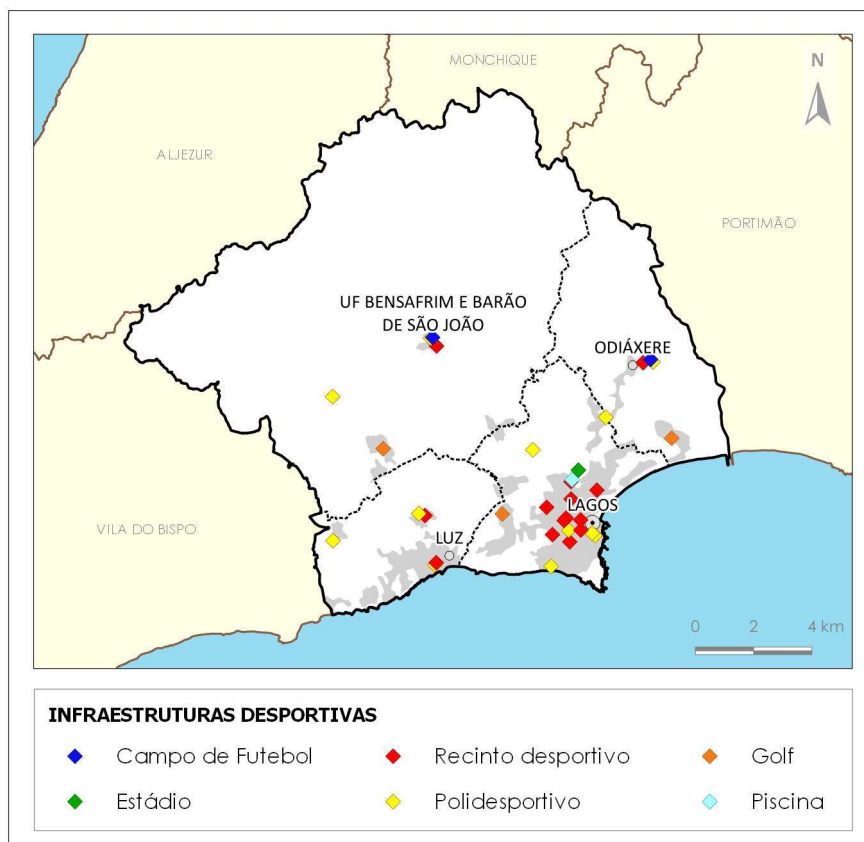 MONCHIQUE
N
ALJEZUR
PORTIMÃO
UF BENSAFRIM E BARÃO
DE SÃO JOÃO
ODIÁXERE
LAGOS
VILA DO BISPO
LUZ
0 2 4 km
INFRAESTRUTURAS DESPORTIVAS
Campo de Futebol Recinto desportivo Golf
Estádio Polidesportivo Piscina